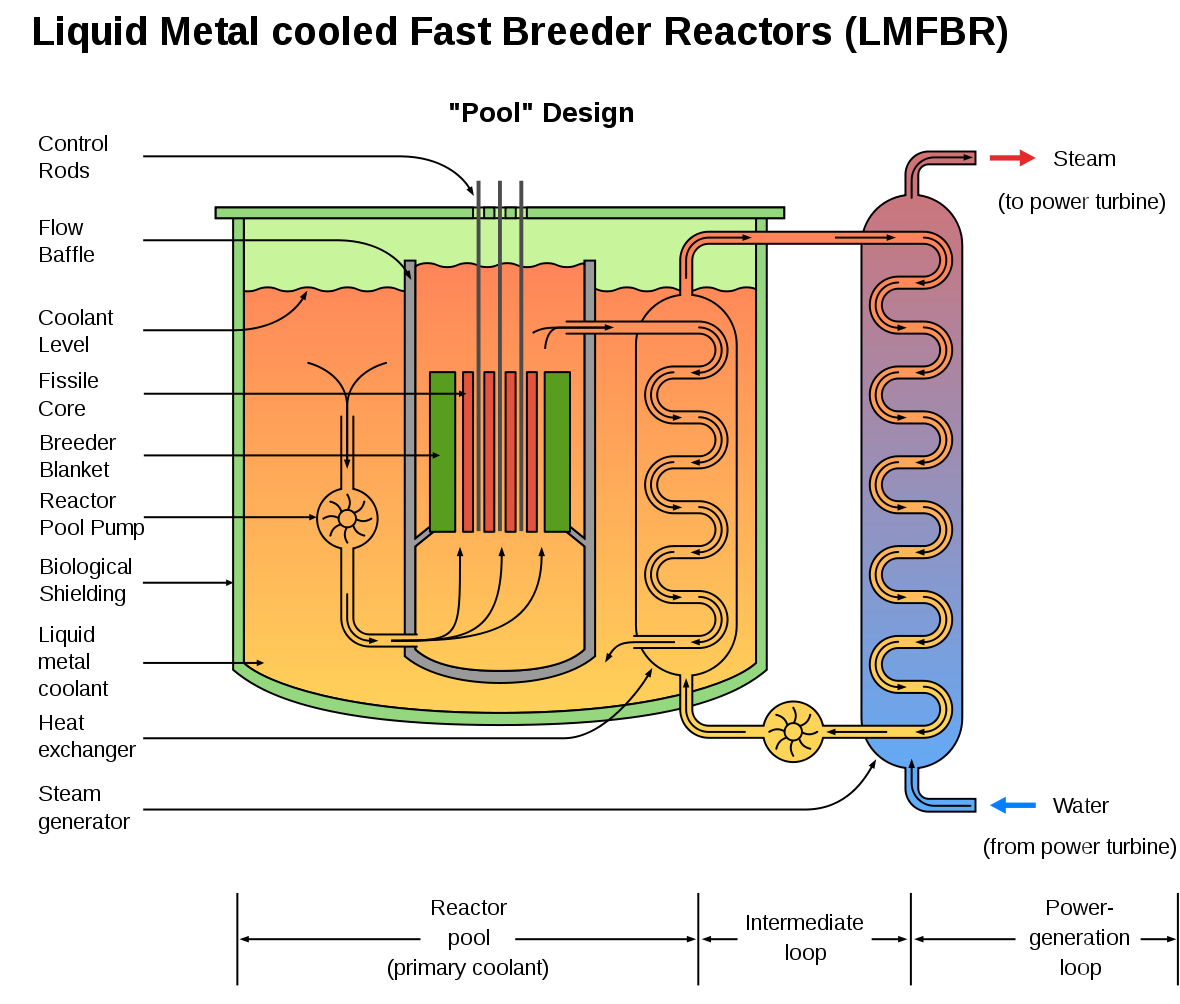 Liquid Metal cooled Fast Breeder Reactors (LMFBR)
"Pool" Design
Control
Rods
Flow
Baffle
Coolant
Level
Fissile
Core
Breeder
Blanket
Reactor
Pool Pump
Biological
Shielding
Liquid
metal
coolant
Heat
exchanger
Steam
generator
Steam
(to power turbine)
Water
(from power turbine)
Reactor
pool
(primary coolant)
Intermediate
loop
Power-
generation
loop